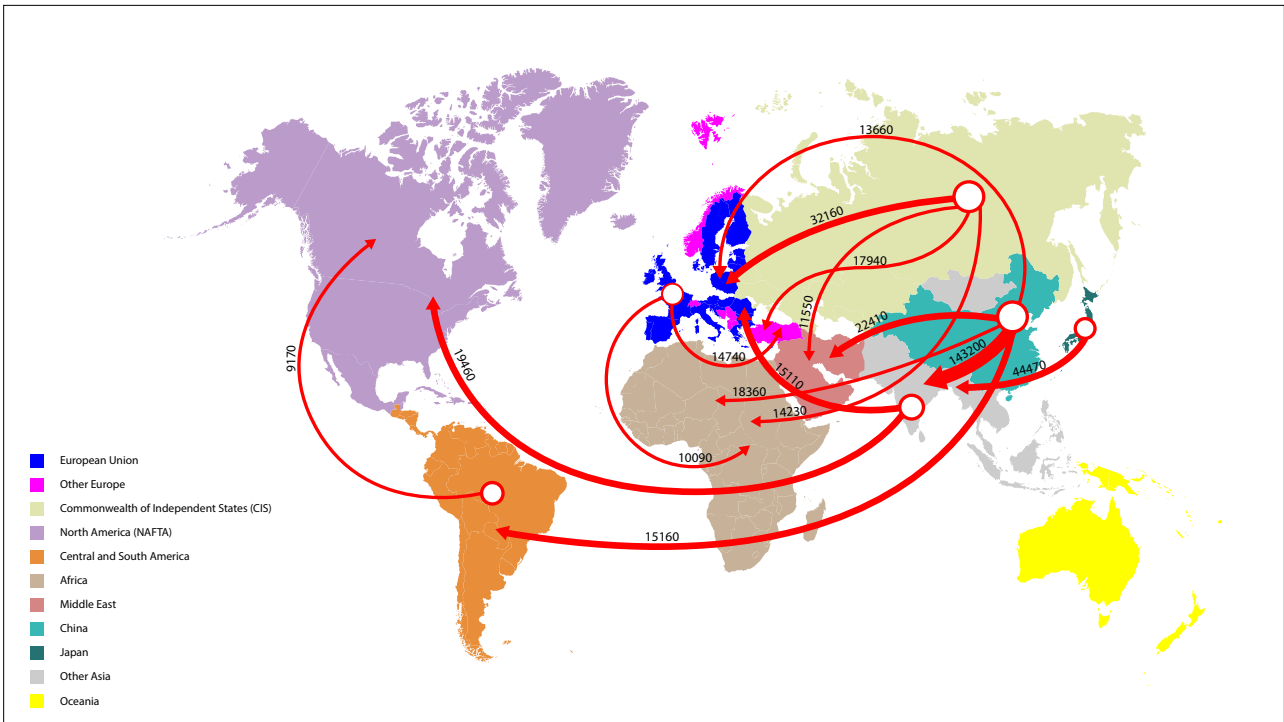 13660
32160
17940
11550
22410
143200
44470
9170
19460
14740
15110
18360
14230
10090
15160
European Union
Other Europe
Commonwealth of Independent States (CIS)
North America (NAFTA)
Central and South America
Africa
Middle East
China
Japan
Other Asia
Oceania